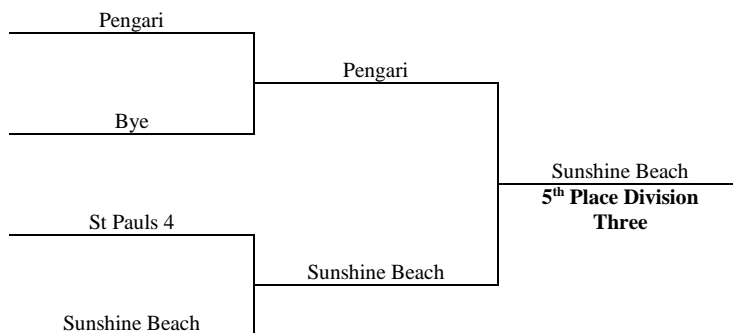 Pengari
Pengari
Bye
Sunshine Beach
5th Place Division
Three
St Pauls 4
Sunshine Beach
Sunshine Beach